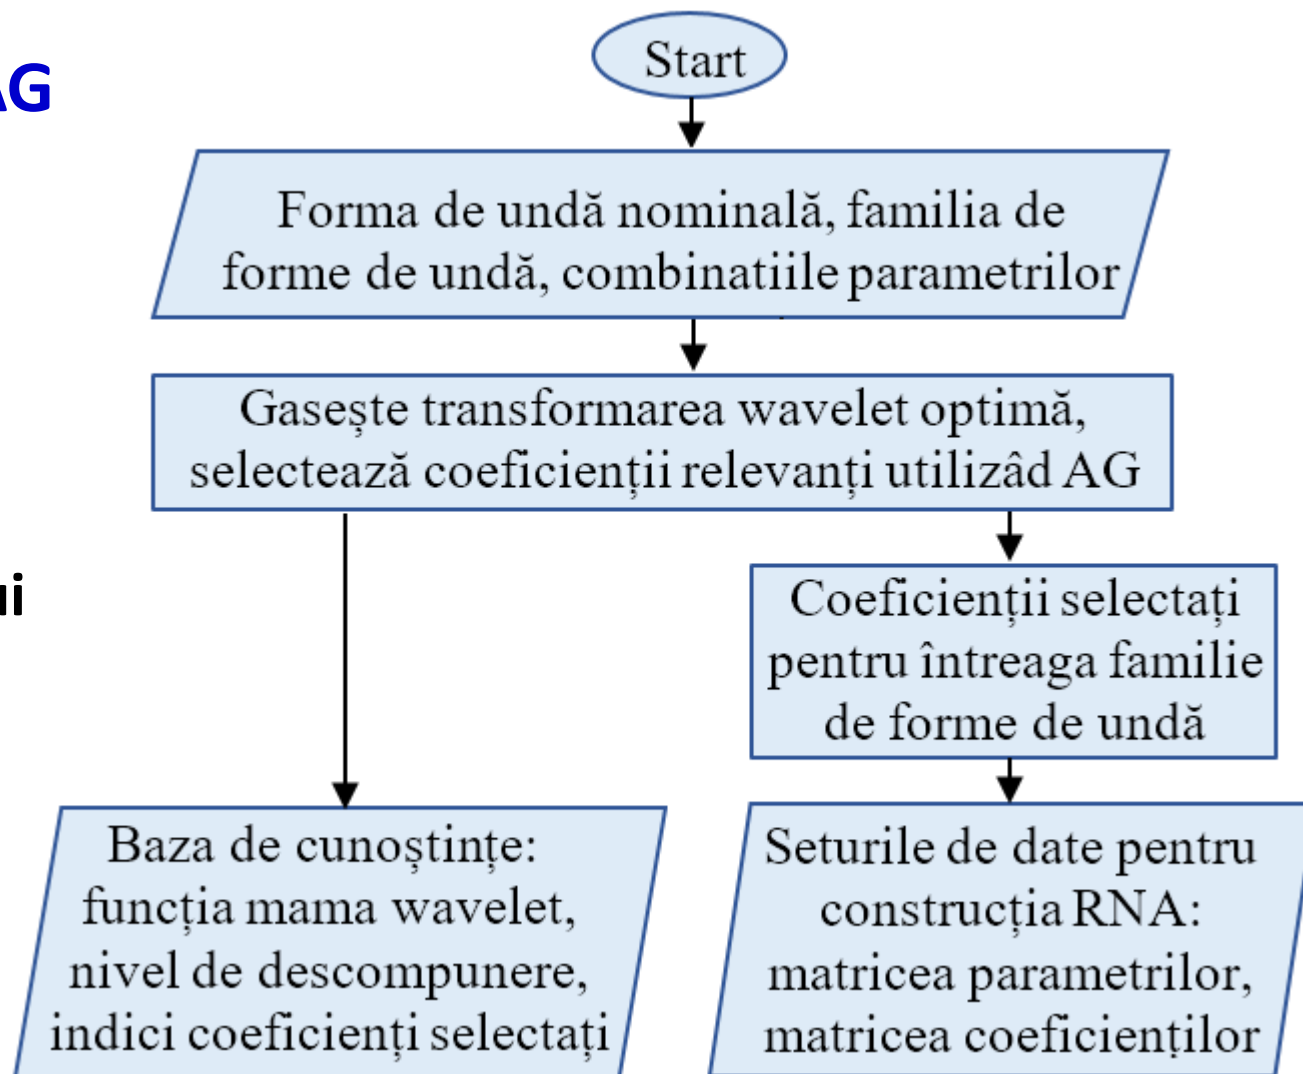 AG
Start
Forma de undă nominală, familia de
forme de undă, combinatiile parametrilor
Gasește transformarea wavelet optimă,
selectează coeficienții relevanți utilizâd AG
ui
Coeficienții selectați
pentru întreaga familie
de forme de undă
Baza de cunoștințe:
funcția mama wavelet,
nivel de descompunere,
indici coeficienți selectați
Seturile de date pentru
construcția RNA:
matricea parametrilor,
matricea coeficienților